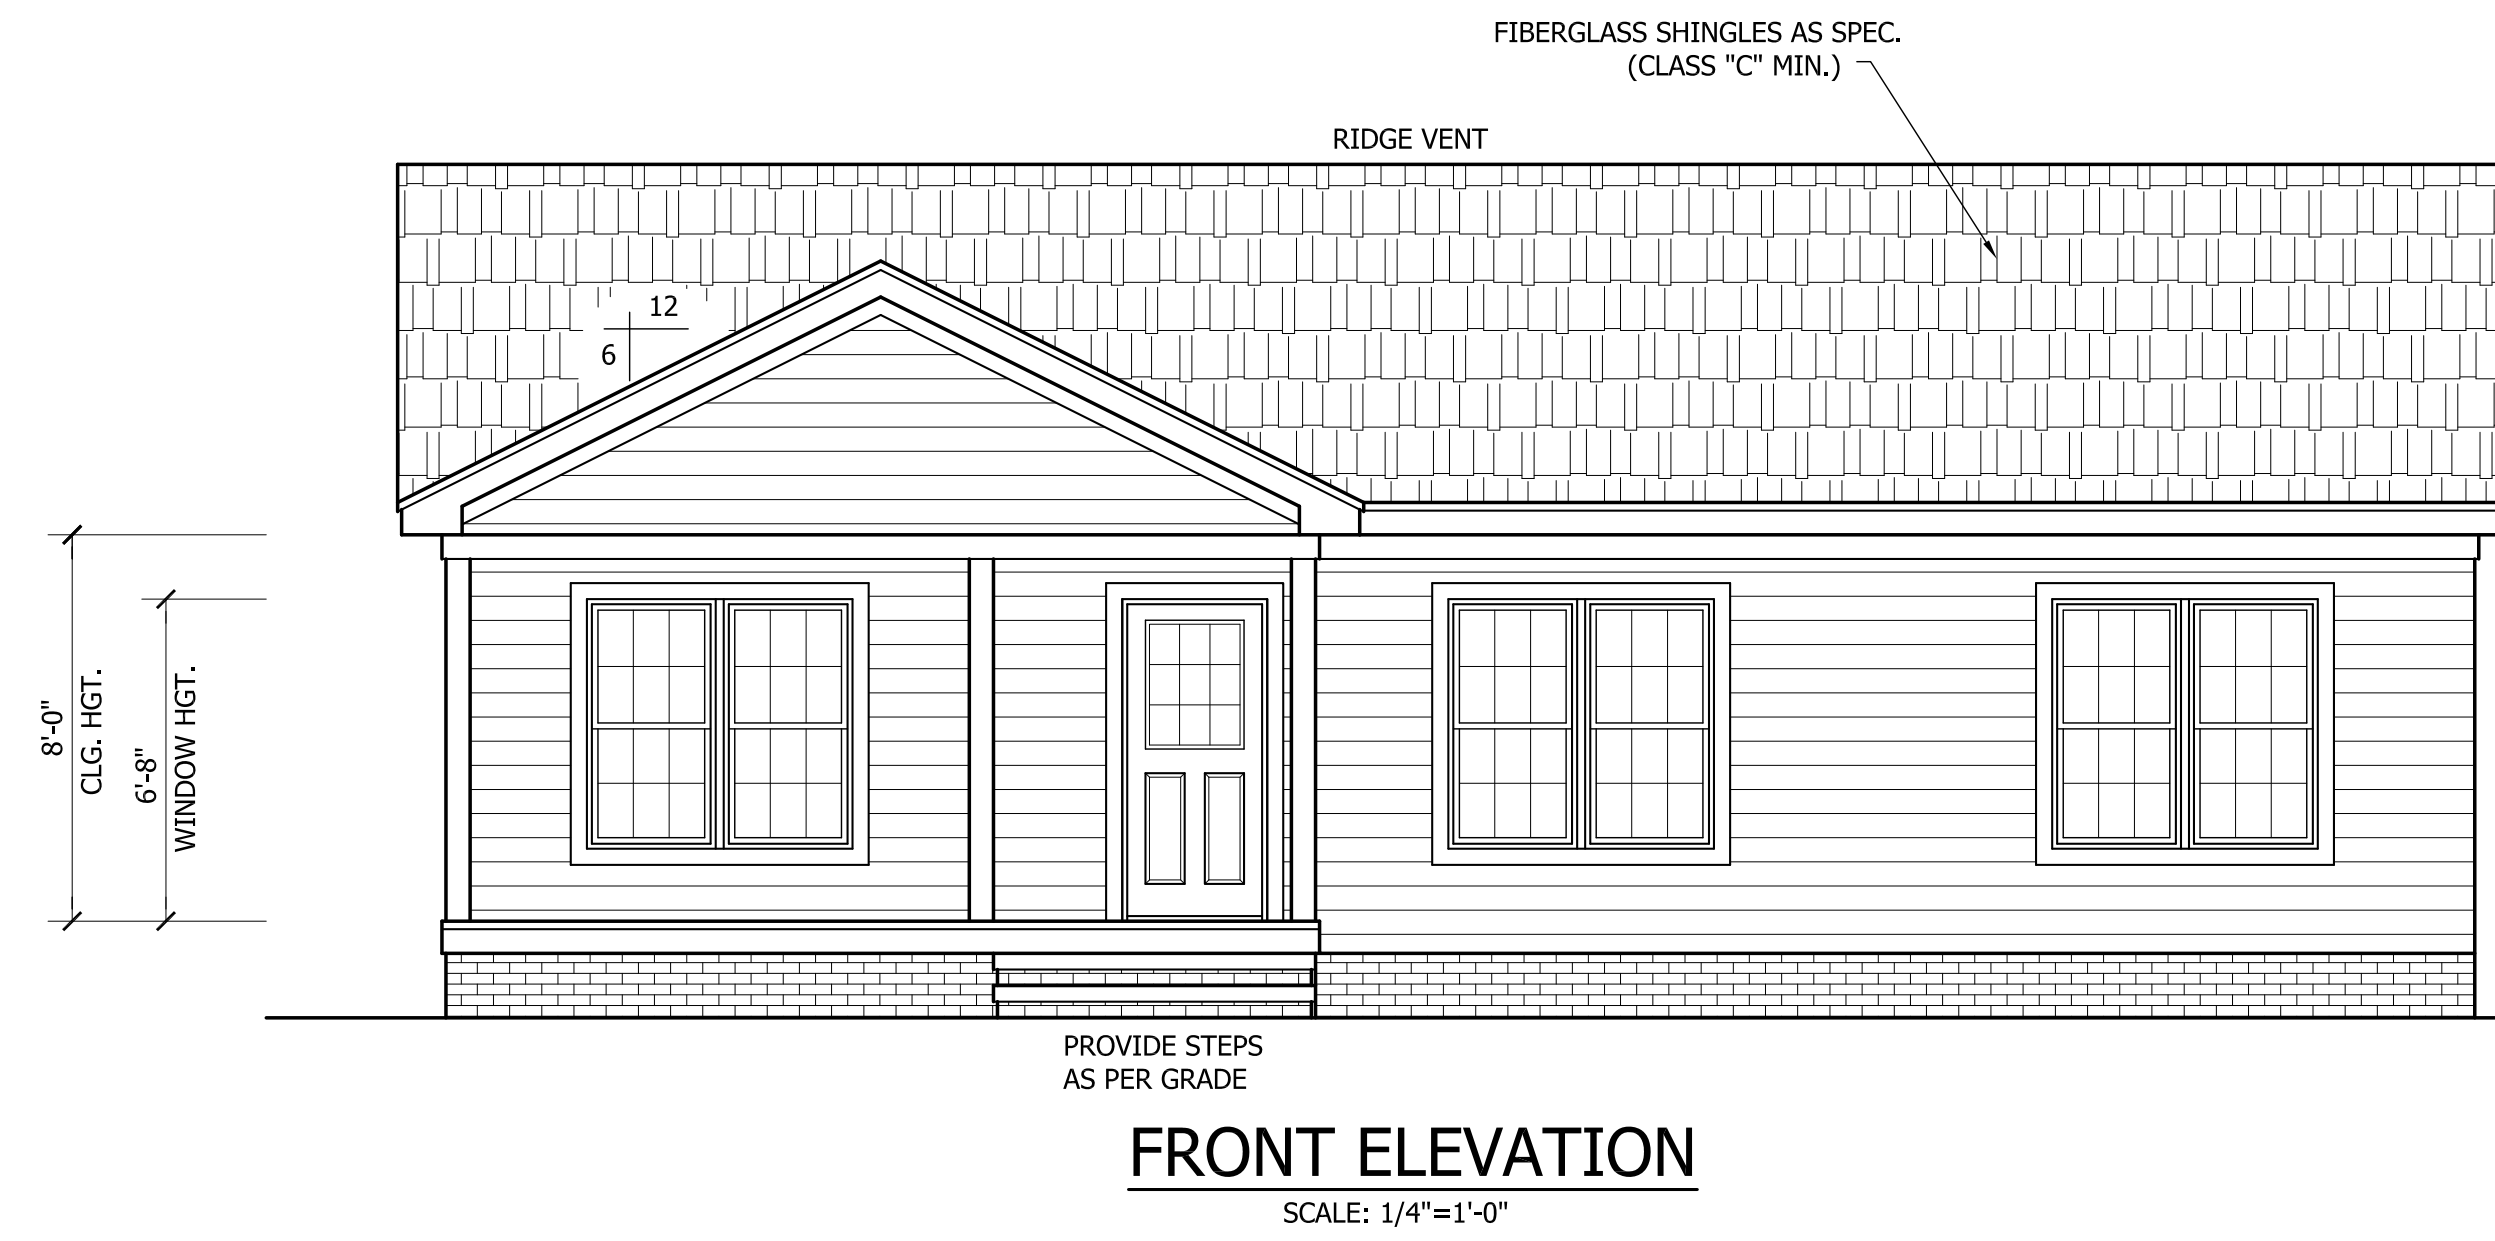 FIBERGLASS SHINGLES AS SPEC.
(CLASS "C" MIN.)
RIDGE VENT
12
6
8'-0"
CLG. HGT.
6'-8"
WINDOW HGT.
PROVIDE STEPS
AS PER GRADE
FRONT ELEVATION
SCALE: 1/4"=1'-0"